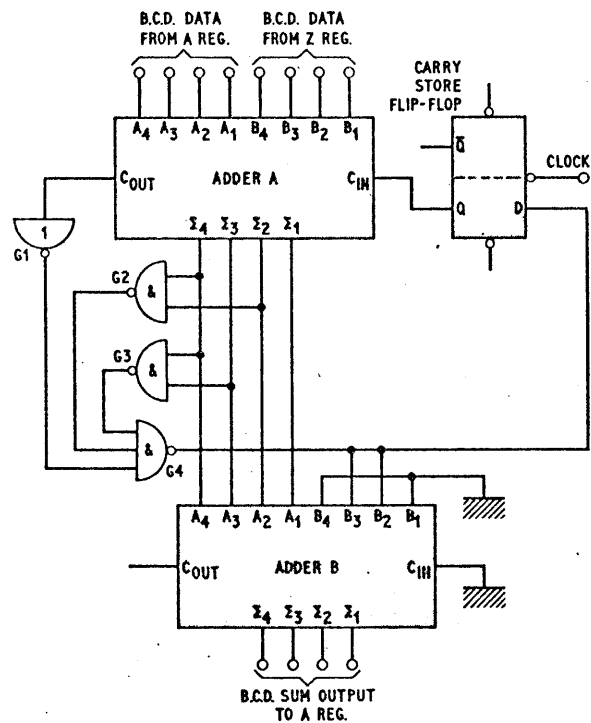 B.C.D. DATA
FROM A REG.
B.C.D. DATA
FROM Z REG.
CARRY
STORE
FLIP-FLOP
A4 A3 A2 A1 B4 B3 B2 B1
Q̅
CLOCK
COUT ADDER A CIN
Q D
Σ4 Σ3 Σ2 Σ1
1
G1
G2
&
G3
&
&
G4
A4 A3 A2 A1 B4 B3 B2 B1
COUT ADDER B CIN
Σ4 Σ3 Σ2 Σ1
B.C.D. SUM OUTPUT
TO A REG.